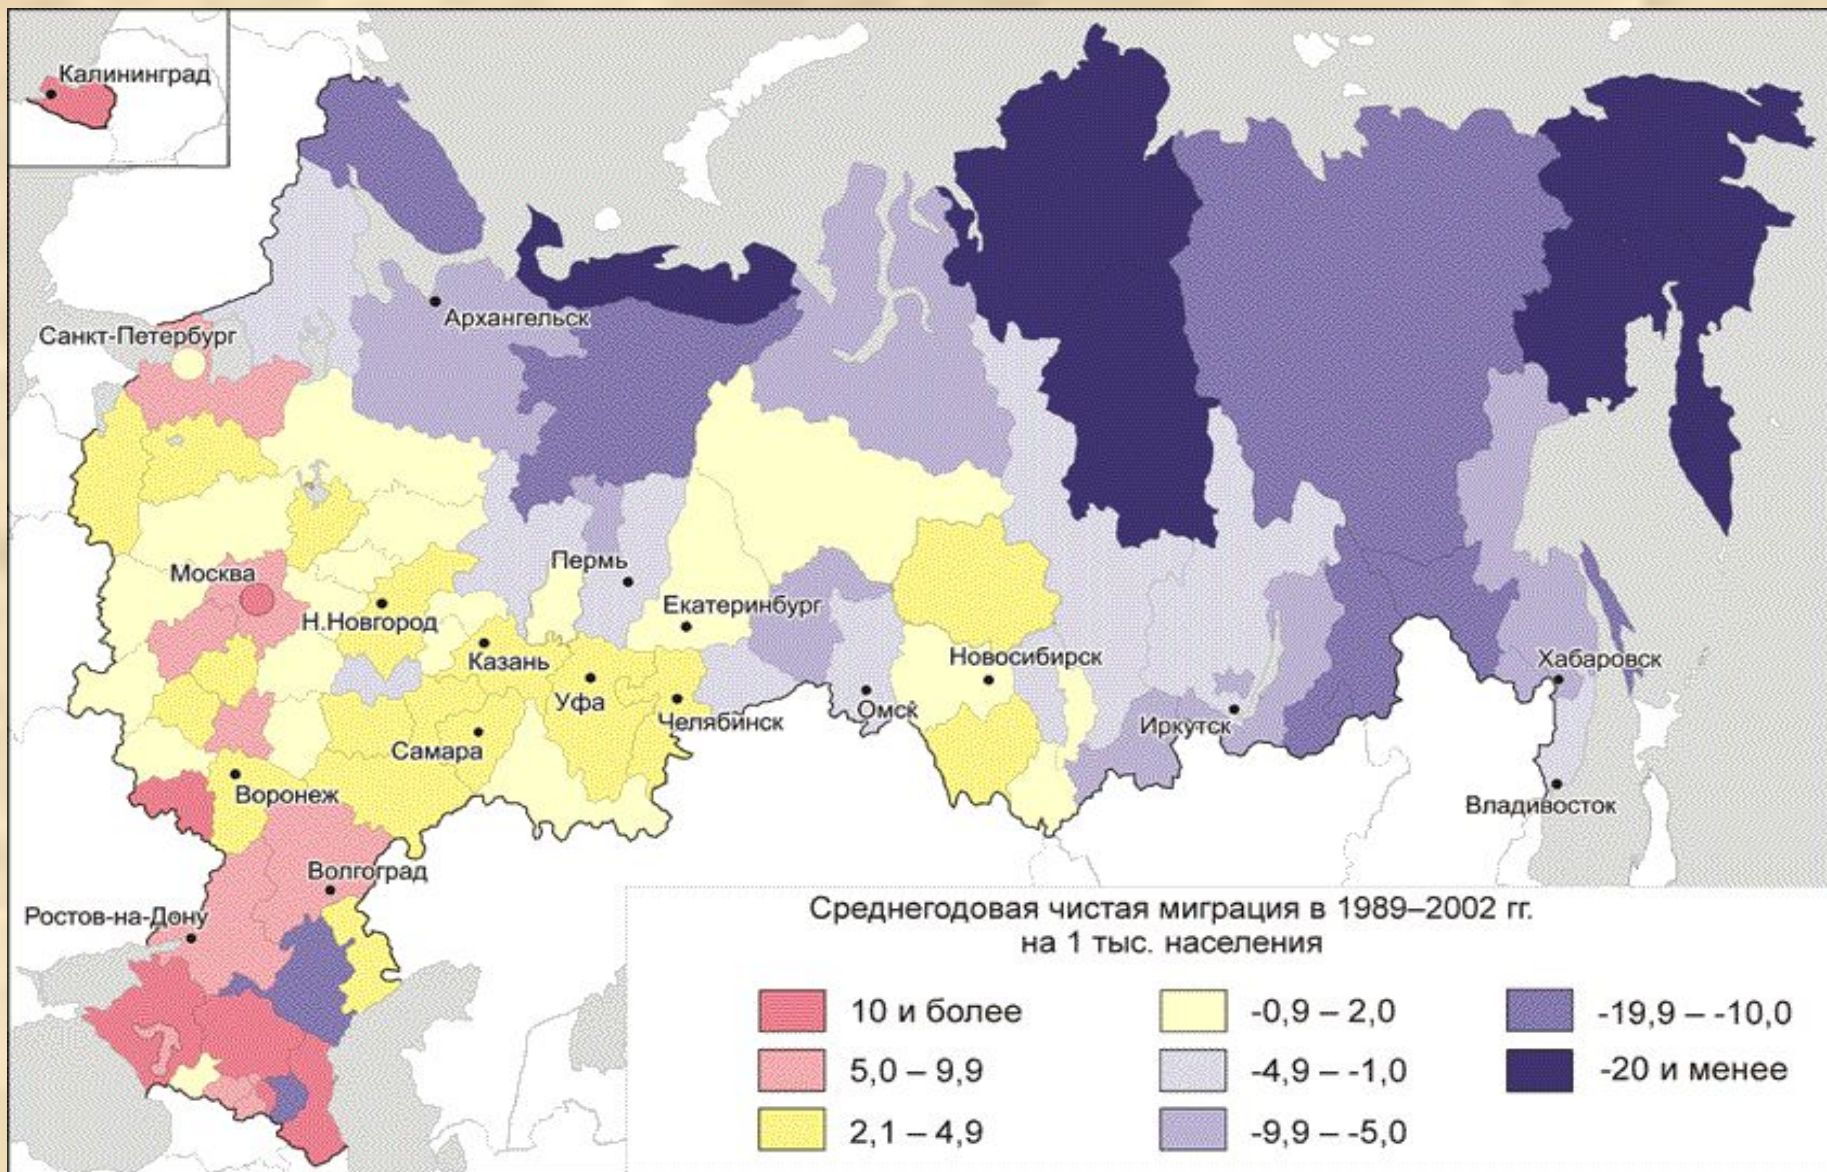 Калининград
Архангельск
Санкт-Петербург
Москва
Пермь
Екатеринбург
Н.Новгород
Казань
Новосибирск
Хабаровск
Уфа
Челябинск
Омск
Иркутск
Самара
Воронеж
Владивосток
Волгоград
Ростов-на-Дону
Среднегодовая чистая миграция в 1989–2002 гг.
на 1 тыс. населения
10 и более
5,0 – 9,9
2,1 – 4,9
-0,9 – 2,0
-4,9 – -1,0
-9,9 – -5,0
-19,9 – -10,0
-20 и менее